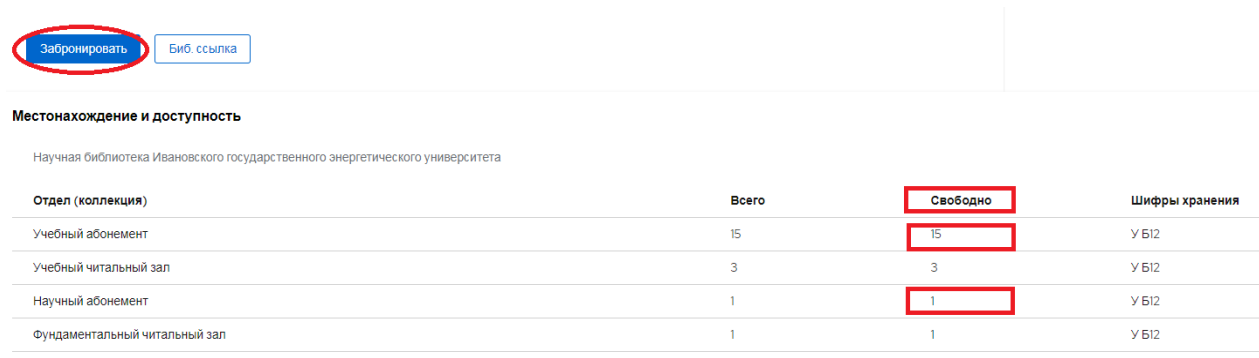 Забронировать Биб. ссылка
Местонахождение и доступность
Научная библиотека Ивановского государственного энергетического университета
Отдел (коллекция) Всего Свободно Шифры хранения
Учебный абонемент 15 15 У Б12
Учебный читальный зал 3 3 У Б12
Научный абонемент 1 1 У Б12
Фундаментальный читальный зал 1 1 У Б12